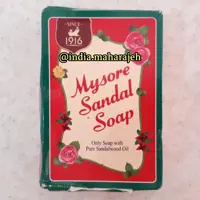 SINCE
1916
@india.maharajeh
Mysore
Sandal
Soap
Only Soap with
Pure Sandalwood Oil